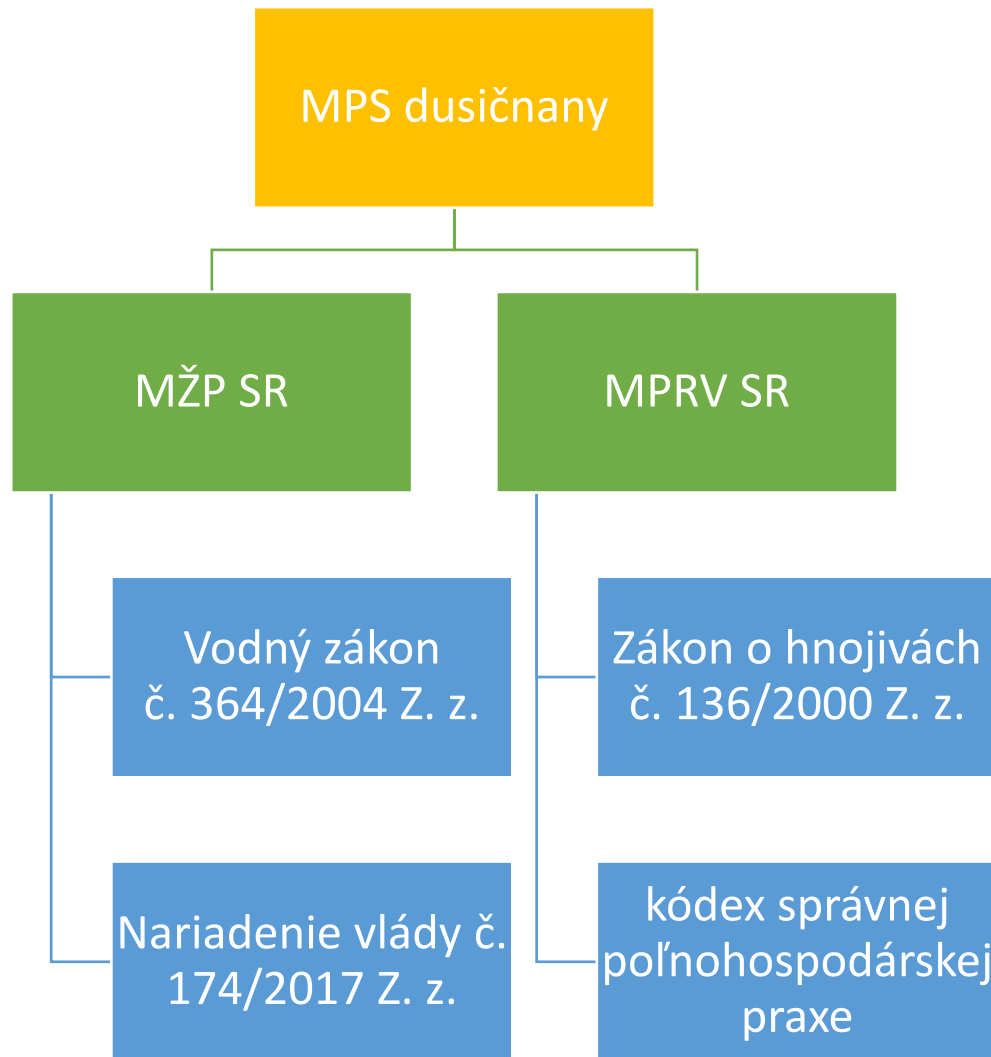 MPS dusičnany
MŽP SR
MPRV SR
Vodný zákon
č. 364/2004 Z. z.
Zákon o hnojivách
č. 136/2000 Z. z.
Nariadenie vlády č.
174/2017 Z. z.
kódex správnej
poľnohospodárskej
praxe